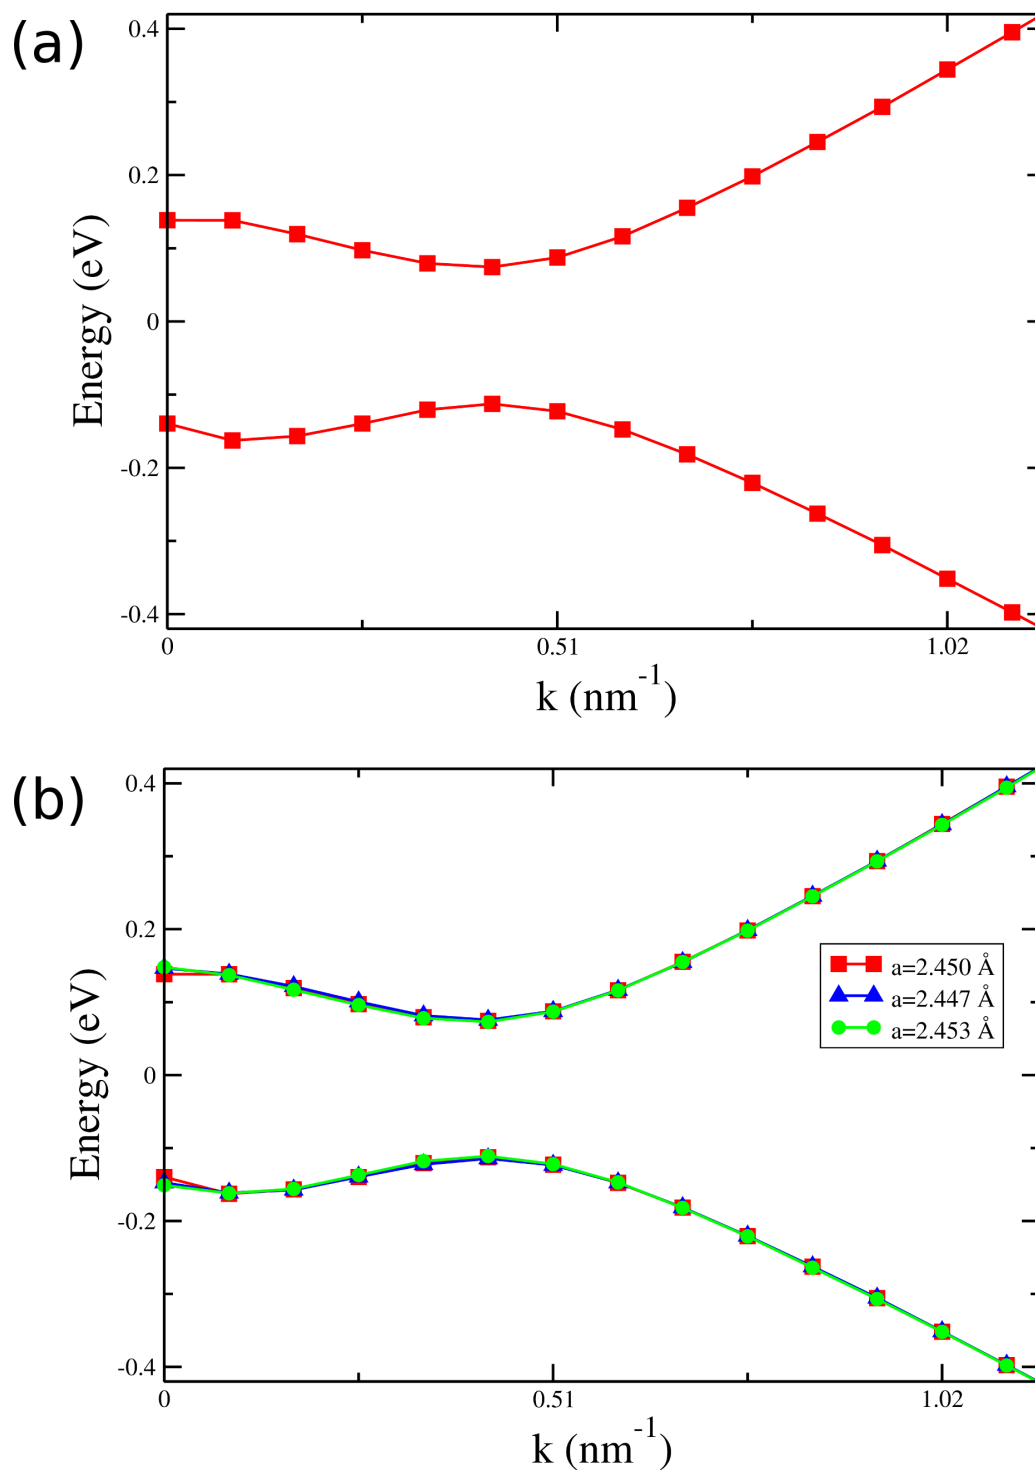 (a)
0.4
0.2
0
-0.2
-0.4
Energy (eV)
0 0.51 1.02
k (nm⁻¹)
(b)
0.4
0.2
0
-0.2
-0.4
Energy (eV)
a=2.450 Å
a=2.447 Å
a=2.453 Å
0 0.51 1.02
k (nm⁻¹)